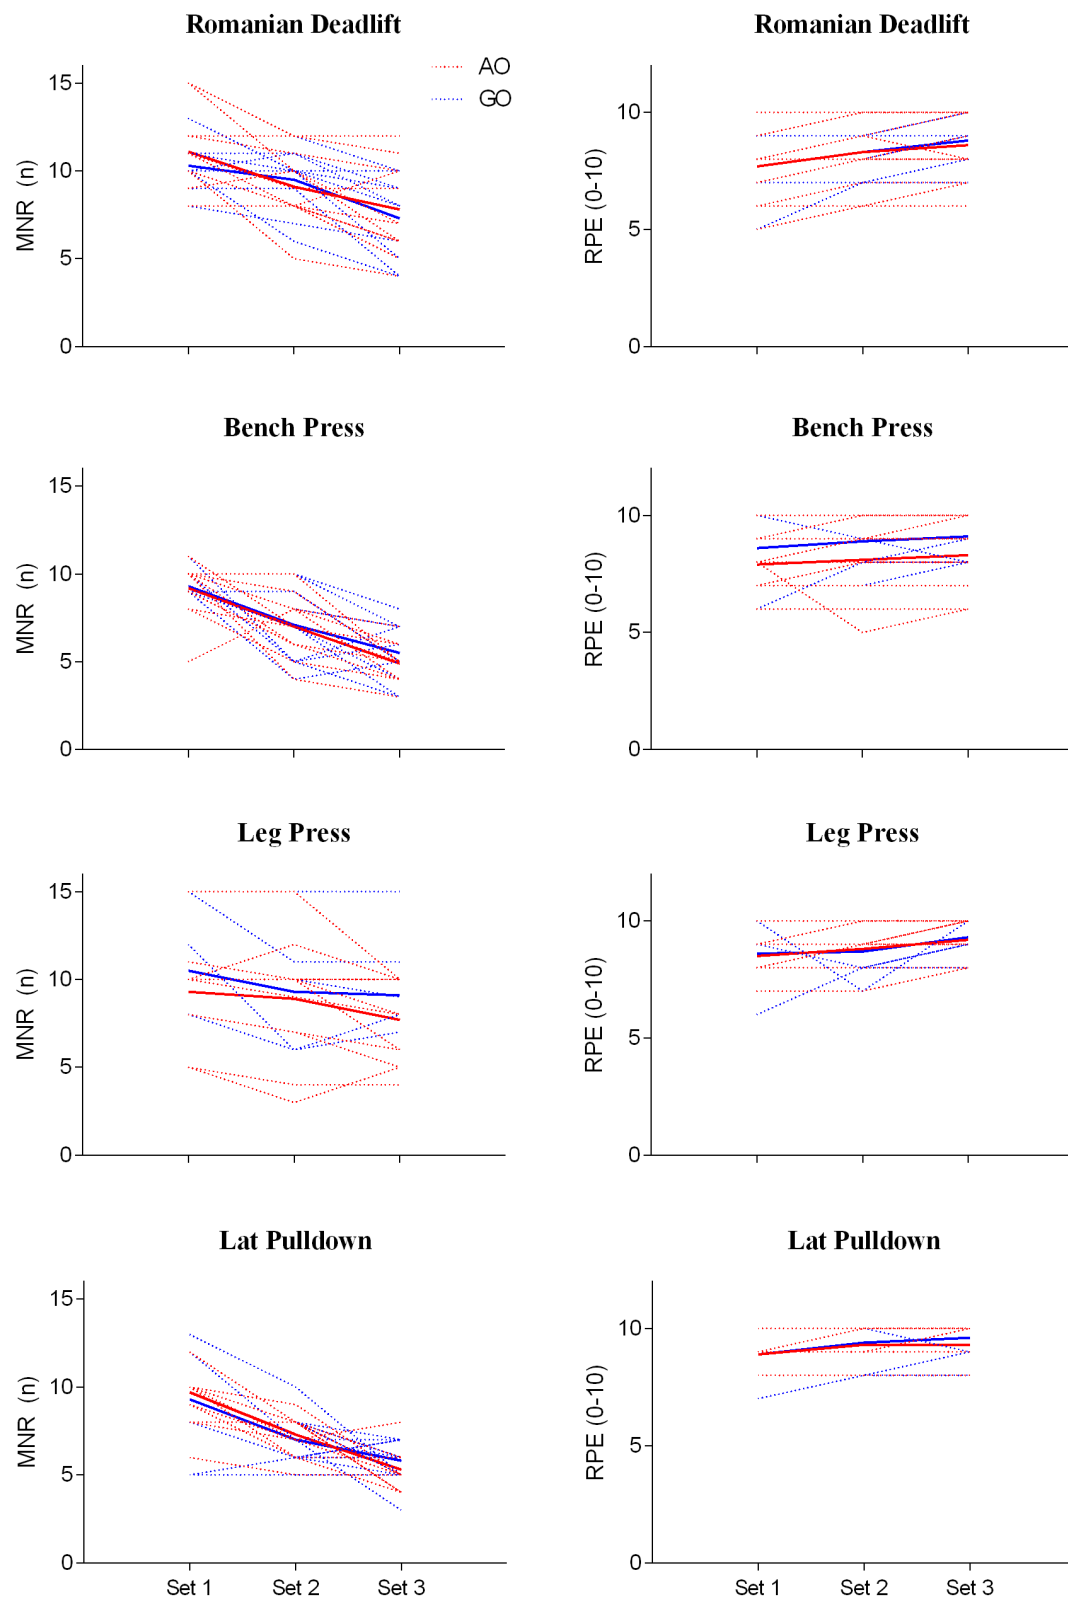 Romanian Deadlift
Romanian Deadlift
AO
GO
MNR (n)
15
10
5
0
RPE (0-10)
10
5
0
Bench Press
Bench Press
MNR (n)
15
10
5
0
RPE (0-10)
10
5
0
Leg Press
Leg Press
MNR (n)
15
10
5
0
RPE (0-10)
10
5
0
Lat Pulldown
Lat Pulldown
MNR (n)
15
10
5
0
Set 1 Set 2 Set 3
RPE (0-10)
10
5
0
Set 1 Set 2 Set 3